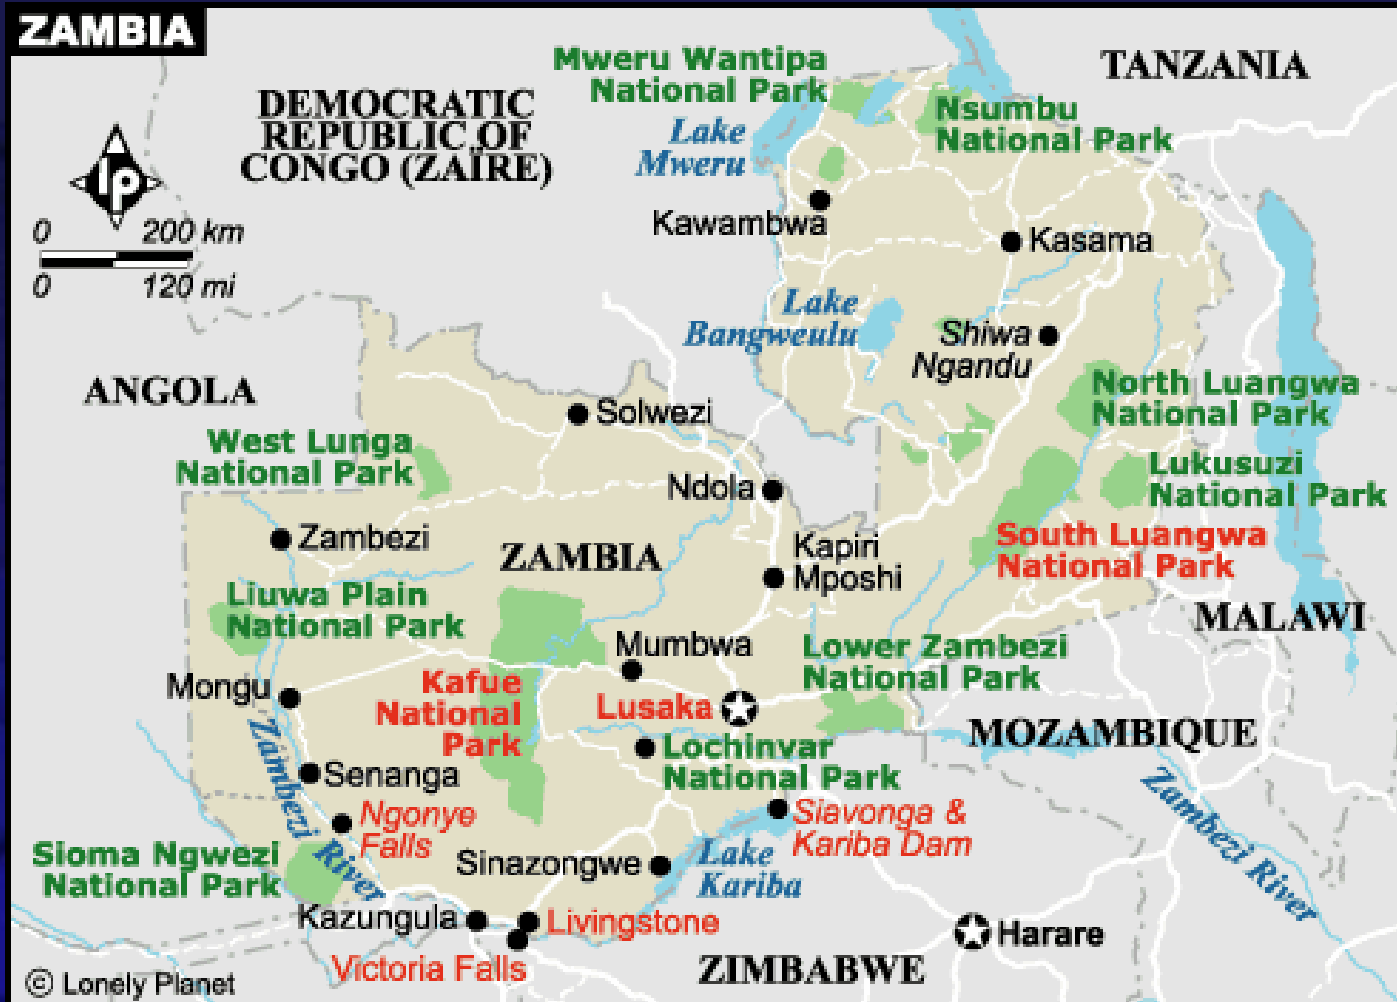 ZAMBIA
DEMOCRATIC
REPUBLIC OF
CONGO (ZAÏRE)
Mweru Wantipa
National Park
TANZANIA
Nsumbu
National Park
Lake
Mweru
lp
0 200 km
0 120 mi
Kawambwa
Kasama
Lake
Bangweulu
Shiwa
Ngandu
ANGOLA
North Luangwa
National Park
Solwezi
West Lunga
National Park
Lukusuzi
National Park
Ndola
South Luangwa
National Park
Zambezi
ZAMBIA
Kapiri
Mposhi
Liuwa Plain
National Park
MALAWI
Mumbwa
Lower Zambezi
National Park
Mongu
Kafue
National
Park
Lusaka
MOZAMBIQUE
Lochinvar
National Park
Senanga
Zambezi River
Zambezi River
Ngonye
Falls
Siavonga &
Kariba Dam
Sioma Ngwezi
National Park
Sinazongwe
Lake
Kariba
Kazungula
Livingstone
Harare
Victoria Falls
ZIMBABWE
© Lonely Planet